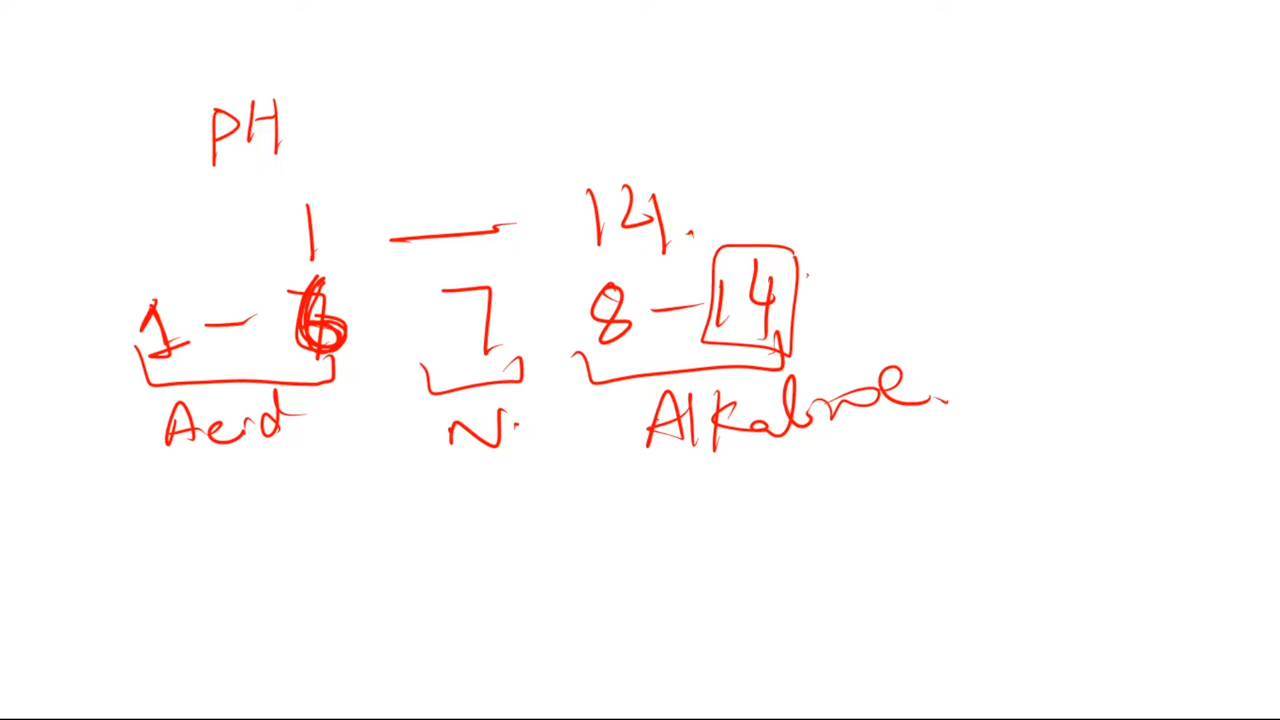 PH
1 — 14.
1 – 6 7 8 – 14
Acid N. Alkaline.